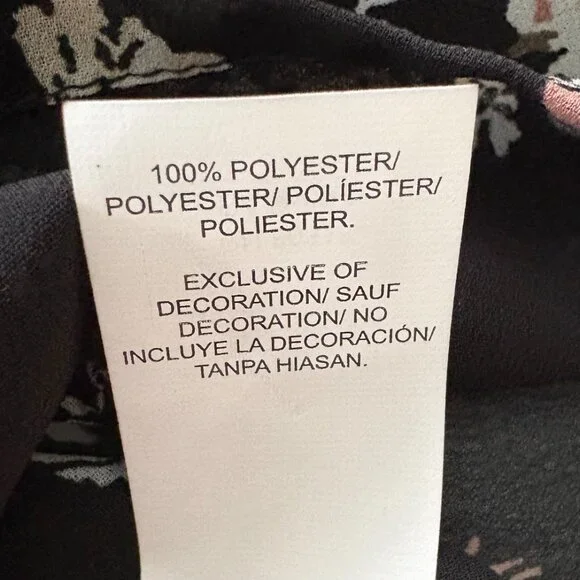 100% POLYESTER/
POLYESTER/ POLÍESTER/
POLIESTER.
EXCLUSIVE OF
DECORATION/ SAUF
DECORATION/ NO
INCLUYE LA DECORACIÓN/
TANPA HIASAN.